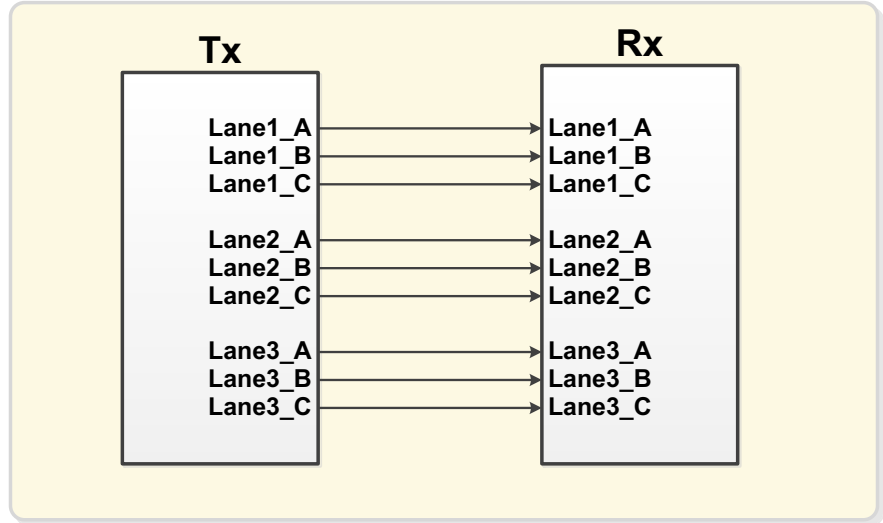 Tx
Rx
Lane1_A
Lane1_B
Lane1_C
Lane2_A
Lane2_B
Lane2_C
Lane3_A
Lane3_B
Lane3_C
Lane1_A
Lane1_B
Lane1_C
Lane2_A
Lane2_B
Lane2_C
Lane3_A
Lane3_B
Lane3_C